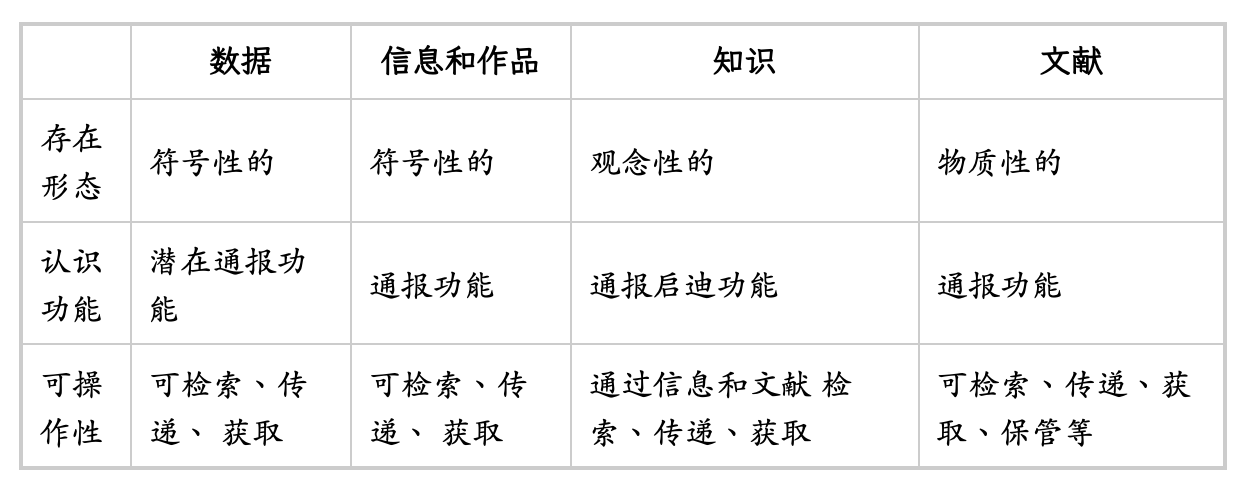 数据 信息和作品 知识 文献
存在形态 符号性的 符号性的 观念性的 物质性的
认识功能 潜在通报功能 通报功能 通报启迪功能 通报功能
可操作性 可检索、传递、 获取 可检索、传递、 获取 通过信息和文献 检索、传递、获取 可检索、传递、获取、保管等